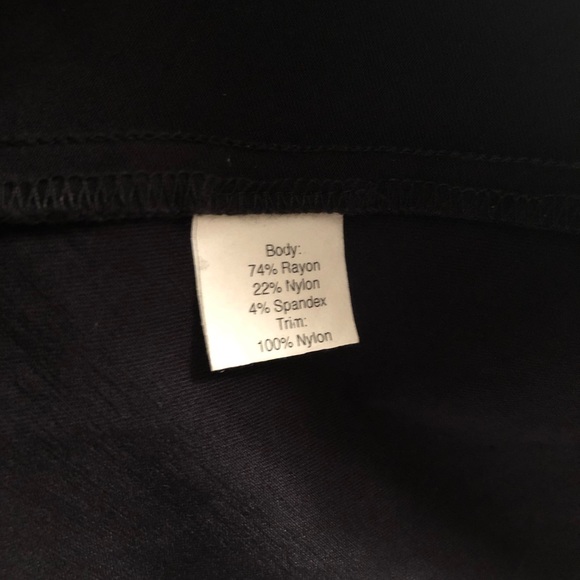 Body:
74% Rayon
22% Nylon
4% Spandex
Trim:
100% Nylon